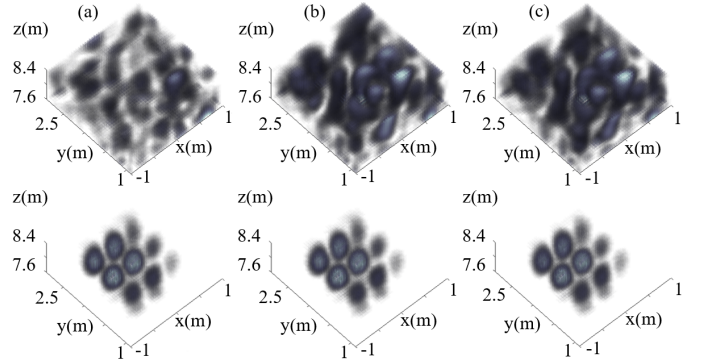 (a) (b) (c)
z(m) z(m) z(m)
8.4 8.4 8.4
7.6 7.6 7.6
2.5 1 2.5 1 2.5 1
y(m) x(m) y(m) x(m) y(m) x(m)
1 -1 1 -1 1 -1
z(m) z(m) z(m)
8.4 8.4 8.4
7.6 7.6 7.6
2.5 1 2.5 1 2.5 1
y(m) x(m) y(m) x(m) y(m) x(m)
1 -1 1 -1 1 -1